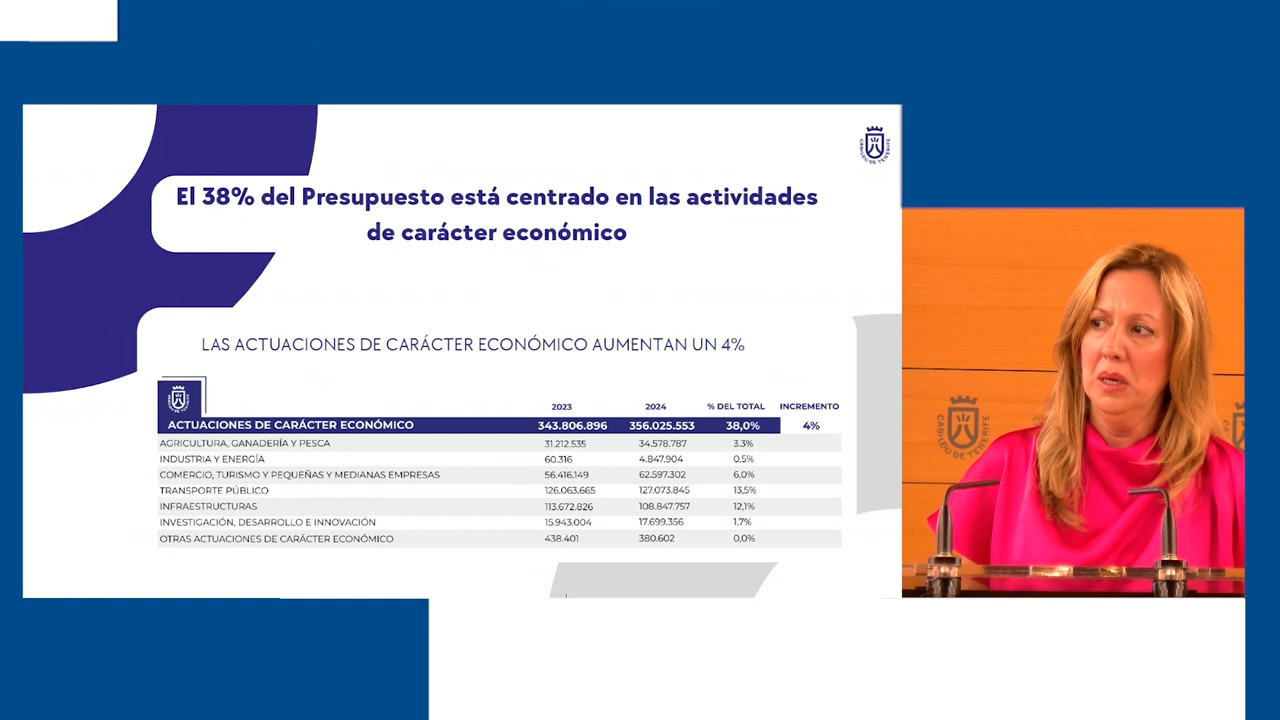 CABILDO DE TENERIFE
El 38% del Presupuesto está centrado en las actividades
de carácter económico
LAS ACTUACIONES DE CARÁCTER ECONÓMICO AUMENTAN UN 4%
2023 2024 % DEL TOTAL INCREMENTO
ACTUACIONES DE CARÁCTER ECONÓMICO 343.806.896 356.025.553 38,0% 4%
AGRICULTURA, GANADERÍA Y PESCA 31.212.535 34.578.787 3.3%
INDUSTRIA Y ENERGÍA 60.316 4.847.904 0,5%
COMERCIO, TURISMO Y PEQUEÑAS Y MEDIANAS EMPRESAS 56.416.149 62.597.302 6,0%
TRANSPORTE PÚBLICO 126.063.665 127.073.845 13,5%
INFRAESTRUCTURAS 113.672.826 108.847.757 12,1%
INVESTIGACIÓN, DESARROLLO E INNOVACIÓN 15.943.004 17.699.356 1,7%
OTRAS ACTUACIONES DE CARÁCTER ECONÓMICO 438.401 380.602 0,0%
CABILDO DE TENERIFE